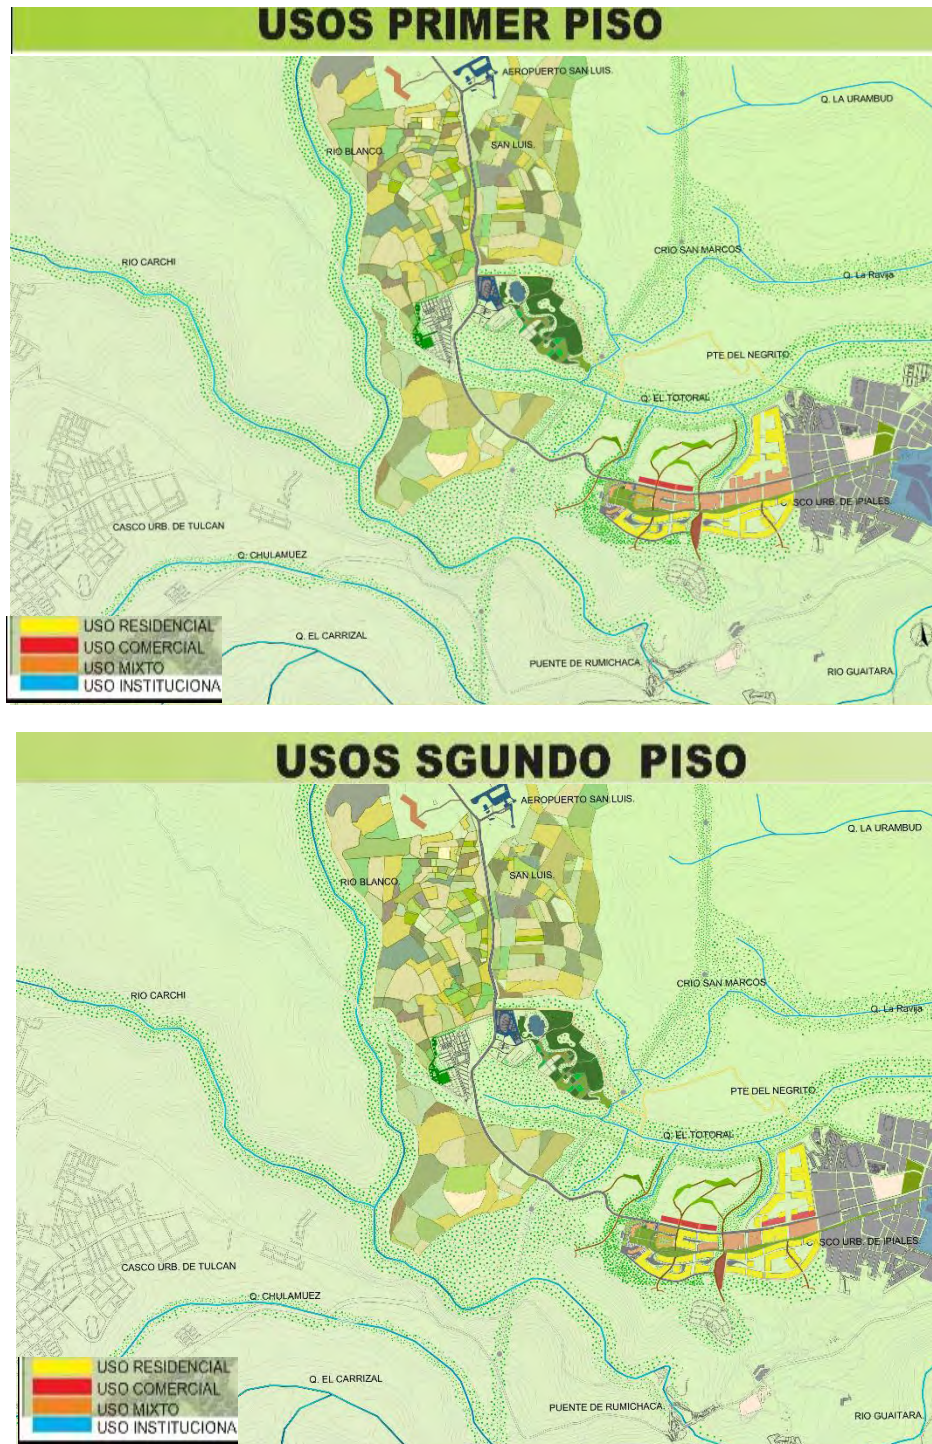 USOS PRIMER PISO
AEROPUERTO SAN LUIS.
Q. LA URAMBUD
RIO BLANCO.
SAN LUIS.
CRIO SAN MARCOS
RIO CARCHI
Q. La Ravija
PTE DEL NEGRITO.
Q. EL TOTORAL
C SCO URB. DE IPIALES.
CASCO URB. DE TULCAN
Q. CHULAMUEZ
USO RESIDENCIAL
USO COMERCIAL
USO MIXTO
USO INSTITUCIONA
Q. EL CARRIZAL
PUENTE DE RUMICHACA.
RIO GUAITARA.
USOS SGUNDO PISO
AEROPUERTO SAN LUIS.
Q. LA URAMBUD
RIO BLANCO.
SAN LUIS.
CRIO SAN MARCOS
RIO CARCHI
Q. La Ravija
PTE DEL NEGRITO.
Q. EL TOTORAL
C SCO URB. DE IPIALES.
CASCO URB. DE TULCAN
Q. CHULAMUEZ
USO RESIDENCIAL
USO COMERCIAL
USO MIXTO
USO INSTITUCIONA
Q. EL CARRIZAL
PUENTE DE RUMICHACA.
RIO GUAITARA.